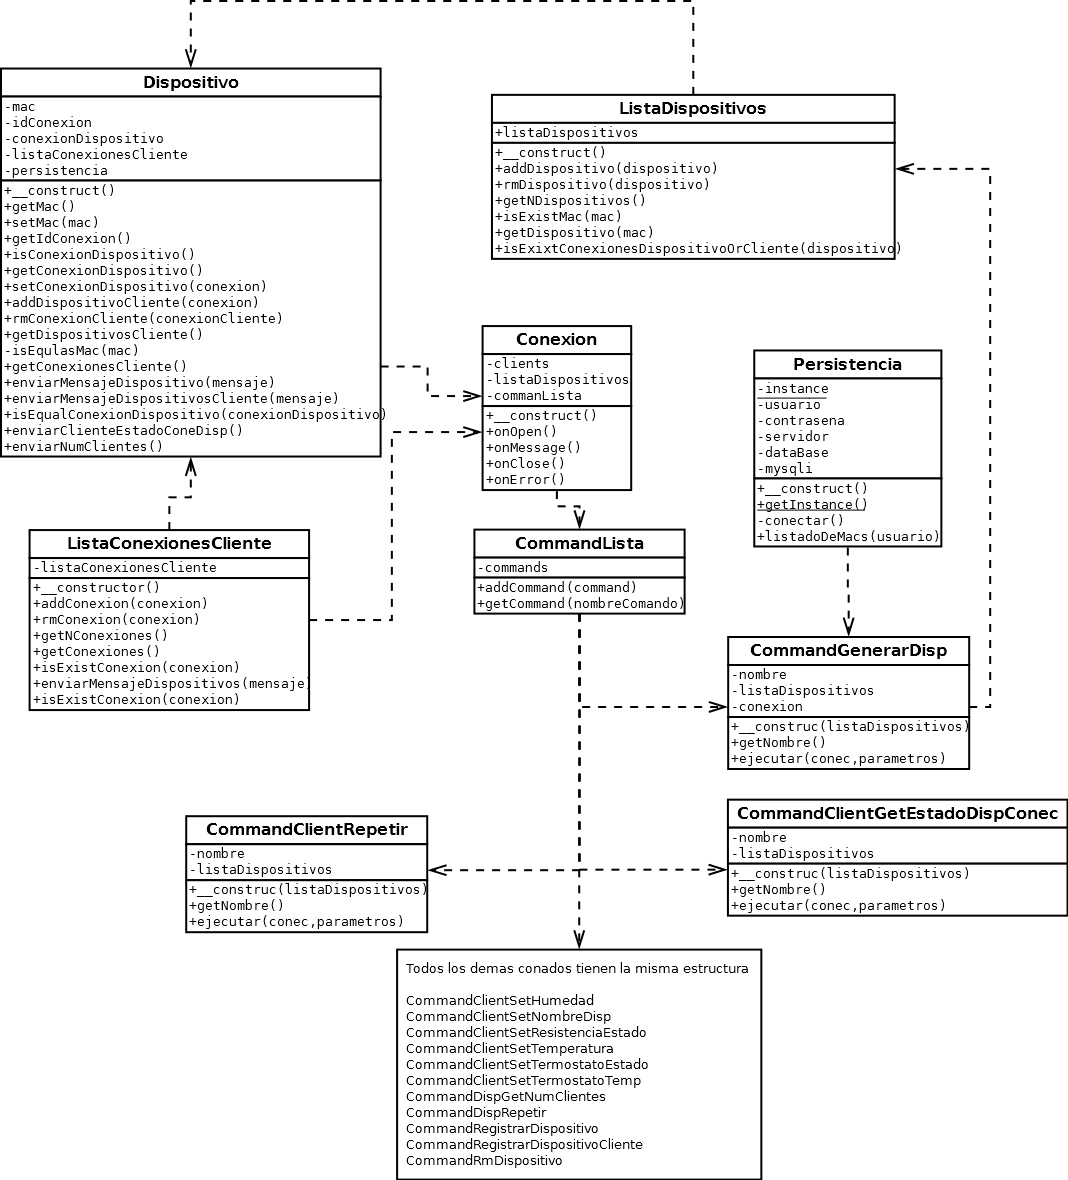 Dispositivo
-mac
-idConexion
-conexionDispositivo
-listaConexionesCliente
-persistencia
+__construct()
+getMac()
+setMac(mac)
+getIdConexion()
+isConexionDispositivo()
+getConexionDispositivo()
+setConexionDispositivo(conexion)
+addDispositivoCliente(conexion)
+rmConexionCliente(conexionCliente)
+getDispositivosCliente()
-isEqulasMac(mac)
+getConexionesCliente()
+enviarMensajeDispositivo(mensaje)
+enviarMensajeDispositivosCliente(mensaje)
+isEqualConexionDispositivo(conexionDispositivo)
+enviarClienteEstadoConeDisp()
+enviarNumClientes()
ListaDispositivos
+listaDispositivos
+__construct()
+addDispositivo(dispositivo)
+rmDispositivo(dispositivo)
+getNDispositivos()
+isExistMac(mac)
+getDispositivo(mac)
+isExixtConexionesDispositivoOrCliente(dispositivo)
Conexion
-clients
-listaDispositivos
-commanLista
+__construct()
+onOpen()
+onMessage()
+onClose()
+onError()
Persistencia
-instance
-usuario
-contrasena
-servidor
-dataBase
-mysqli
+__construct()
+getInstance()
-conectar()
+listadoDeMacs(usuario)
ListaConexionesCliente
-listaConexionesCliente
+__constructor()
+addConexion(conexion)
+rmConexion(conexion)
+getNConexiones()
+getConexiones()
+isExistConexion(conexion)
+enviarMensajeDispositivos(mensaje)
+isExistConexion(conexion)
CommandLista
-commands
+addCommand(command)
+getCommand(nombreComando)
CommandGenerarDisp
-nombre
-listaDispositivos
-conexion
+__construc(listaDispositivos)
+getNombre()
+ejecutar(conec,parametros)
CommandClientRepetir
-nombre
-listaDispositivos
+__construc(listaDispositivos)
+getNombre()
+ejecutar(conec,parametros)
CommandClientGetEstadoDispConec
-nombre
-listaDispositivos
+__construc(listaDispositivos)
+getNombre()
+ejecutar(conec,parametros)
Todos los demas conados tienen la misma estructura
CommandClientSetHumedad
CommandClientSetNombreDisp
CommandClientSetResistenciaEstado
CommandClientSetTemperatura
CommandClientSetTermostatoEstado
CommandClientSetTermostatoTemp
CommandDispGetNumClientes
CommandDispRepetir
CommandRegistrarDispositivo
CommandRegistrarDispositivoCliente
CommandRmDispositivo